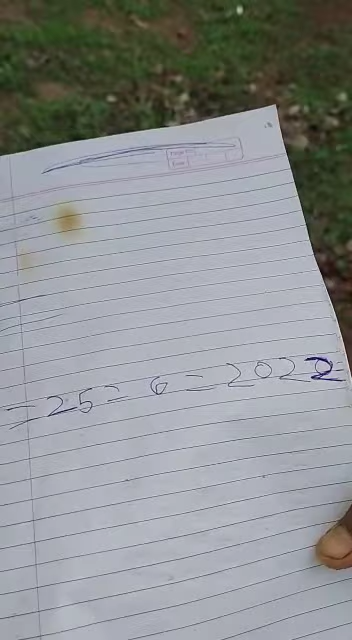 = 25 = 6 = 2022